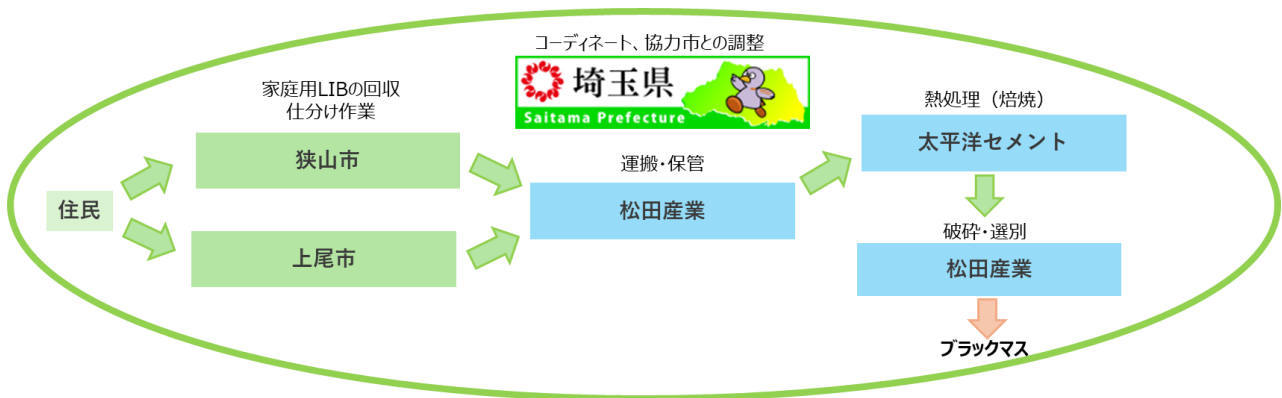 コーディネート、協力市との調整
埼玉県
Saitama Prefecture
家庭用LIBの回収
仕分け作業
狭山市
上尾市
住民
運搬・保管
松田産業
熱処理（焙焼）
太平洋セメント
破砕・選別
松田産業
ブラックマス